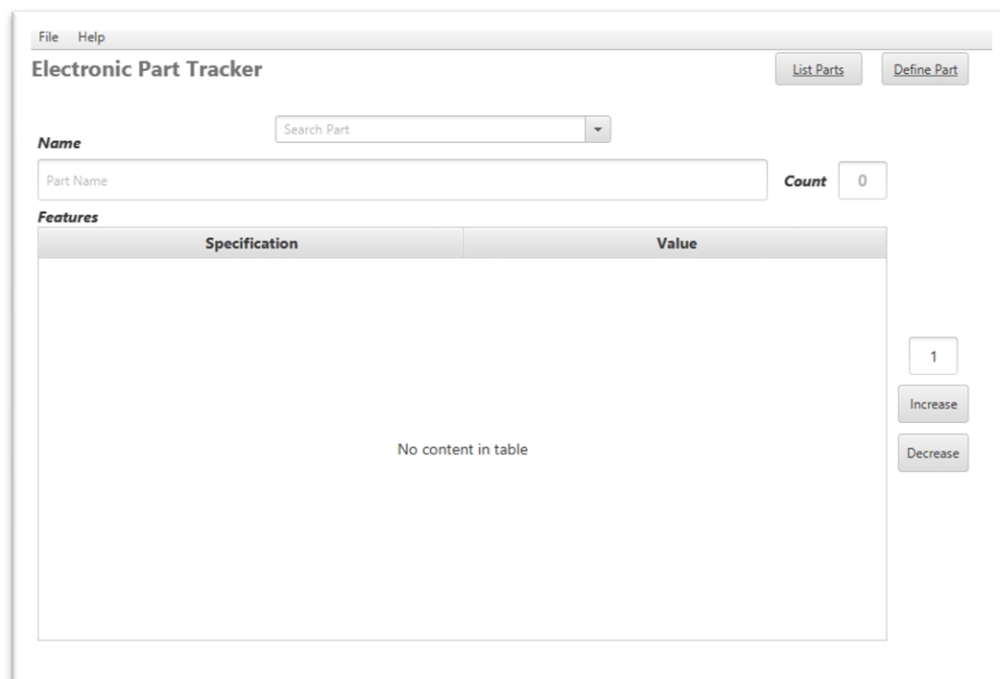 File Help
Electronic Part Tracker
List Parts Define Part
Search Part
Name
Part Name
Count 0
Features
Specification Value
1
Increase
No content in table
Decrease